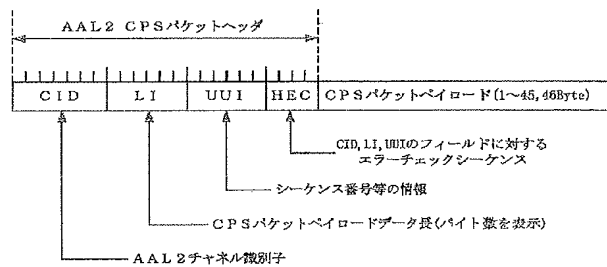 AAL2 CPSパケットヘッダ
CID LI UUI HEC CPSパケットペイロード(1～45,46Byte)
CID,LI,UUIのフィールドに対する
エラーチェックシーケンス
シーケンス番号等の情報
CPSパケットペイロードデータ長(バイト数を表示)
AAL2チャネル識別子